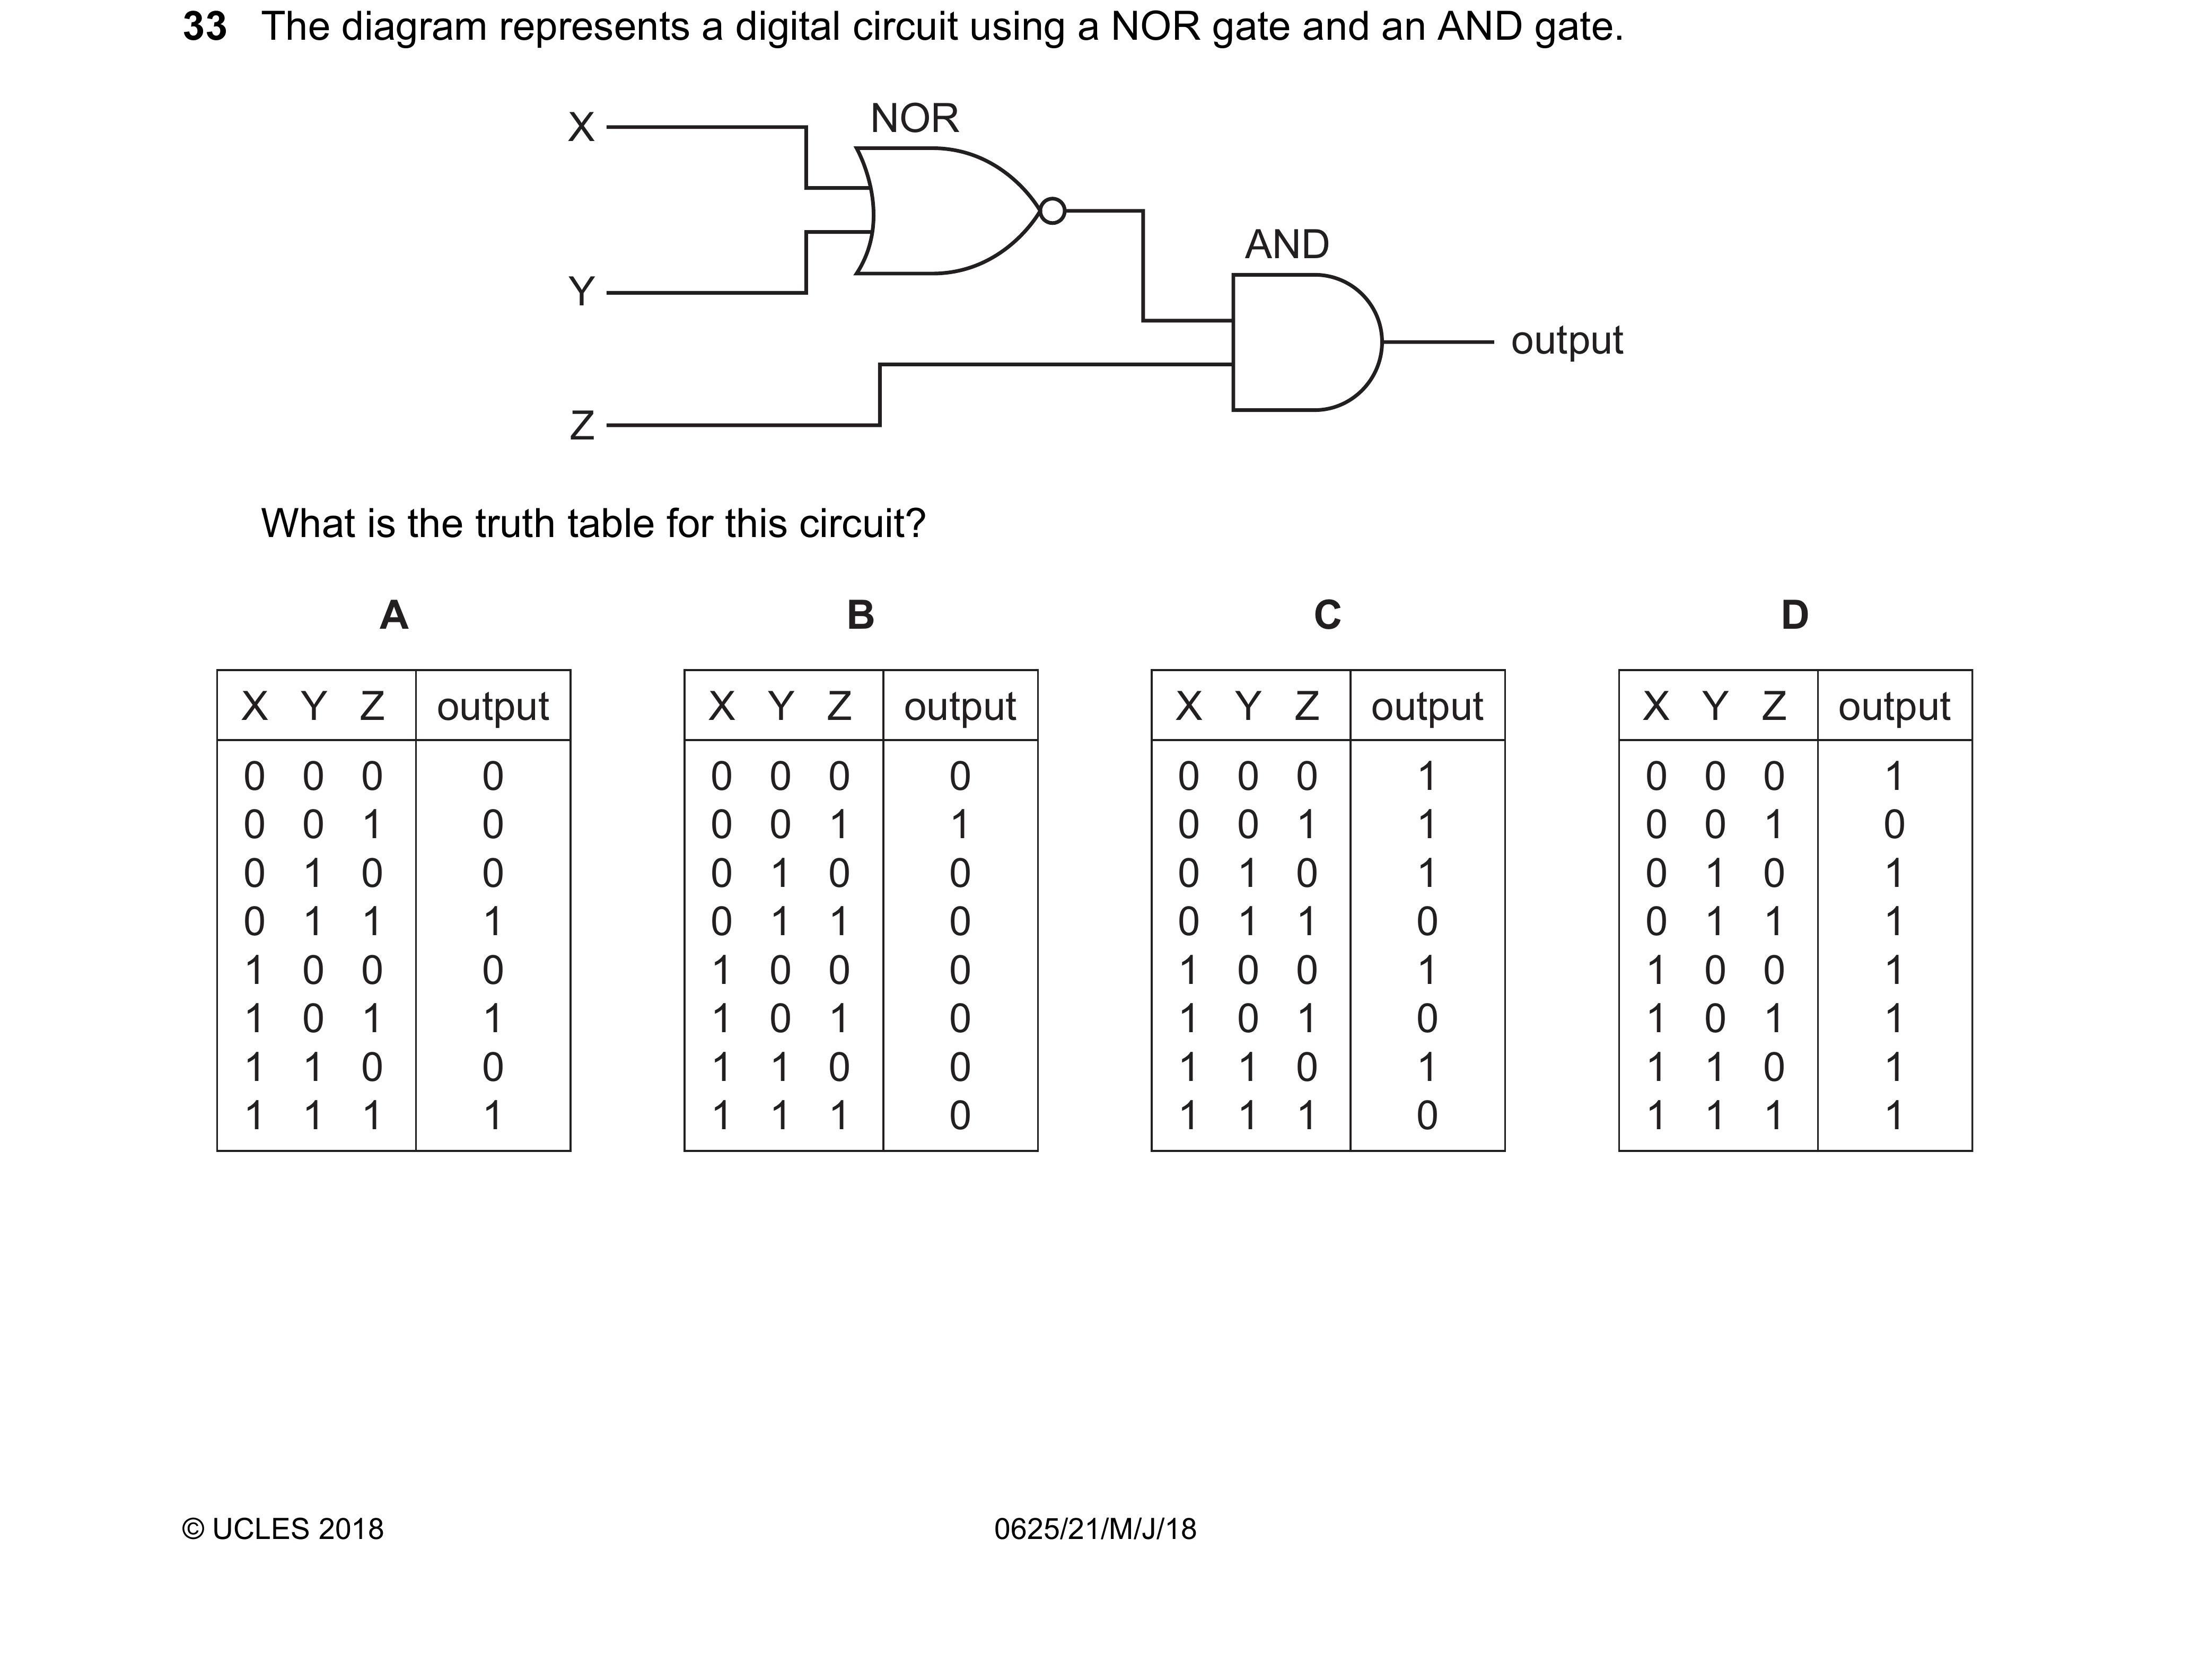 33 The diagram represents a digital circuit using a NOR gate and an AND gate.
NOR
X
Y
AND
output
Z
What is the truth table for this circuit?
A B C D
X Y Z output X Y Z output X Y Z output X Y Z output
0 0 0 0 0 0 0 0 0 0 0 1 0 0 0 1
0 0 1 0 0 0 1 1 0 0 1 1 0 0 1 0
0 1 0 0 0 1 0 0 0 1 0 1 0 1 0 1
0 1 1 1 0 1 1 0 0 1 1 0 0 1 1 1
1 0 0 0 1 0 0 0 1 0 0 1 1 0 0 1
1 0 1 1 1 0 1 0 1 0 1 0 1 0 1 1
1 1 0 0 1 1 0 0 1 1 0 1 1 1 0 1
1 1 1 1 1 1 1 0 1 1 1 0 1 1 1 1
© UCLES 2018 0625/21/M/J/18